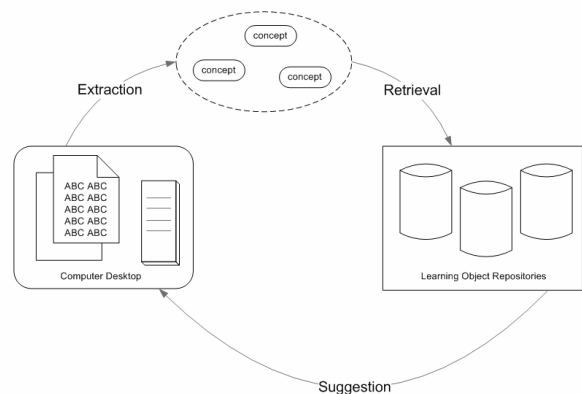 concept
concept
concept
Extraction
Retrieval
ABC ABC
ABC ABC
ABC ABC
ABC ABC
ABC ABC
Computer Desktop
Learning Object Repositories
Suggestion